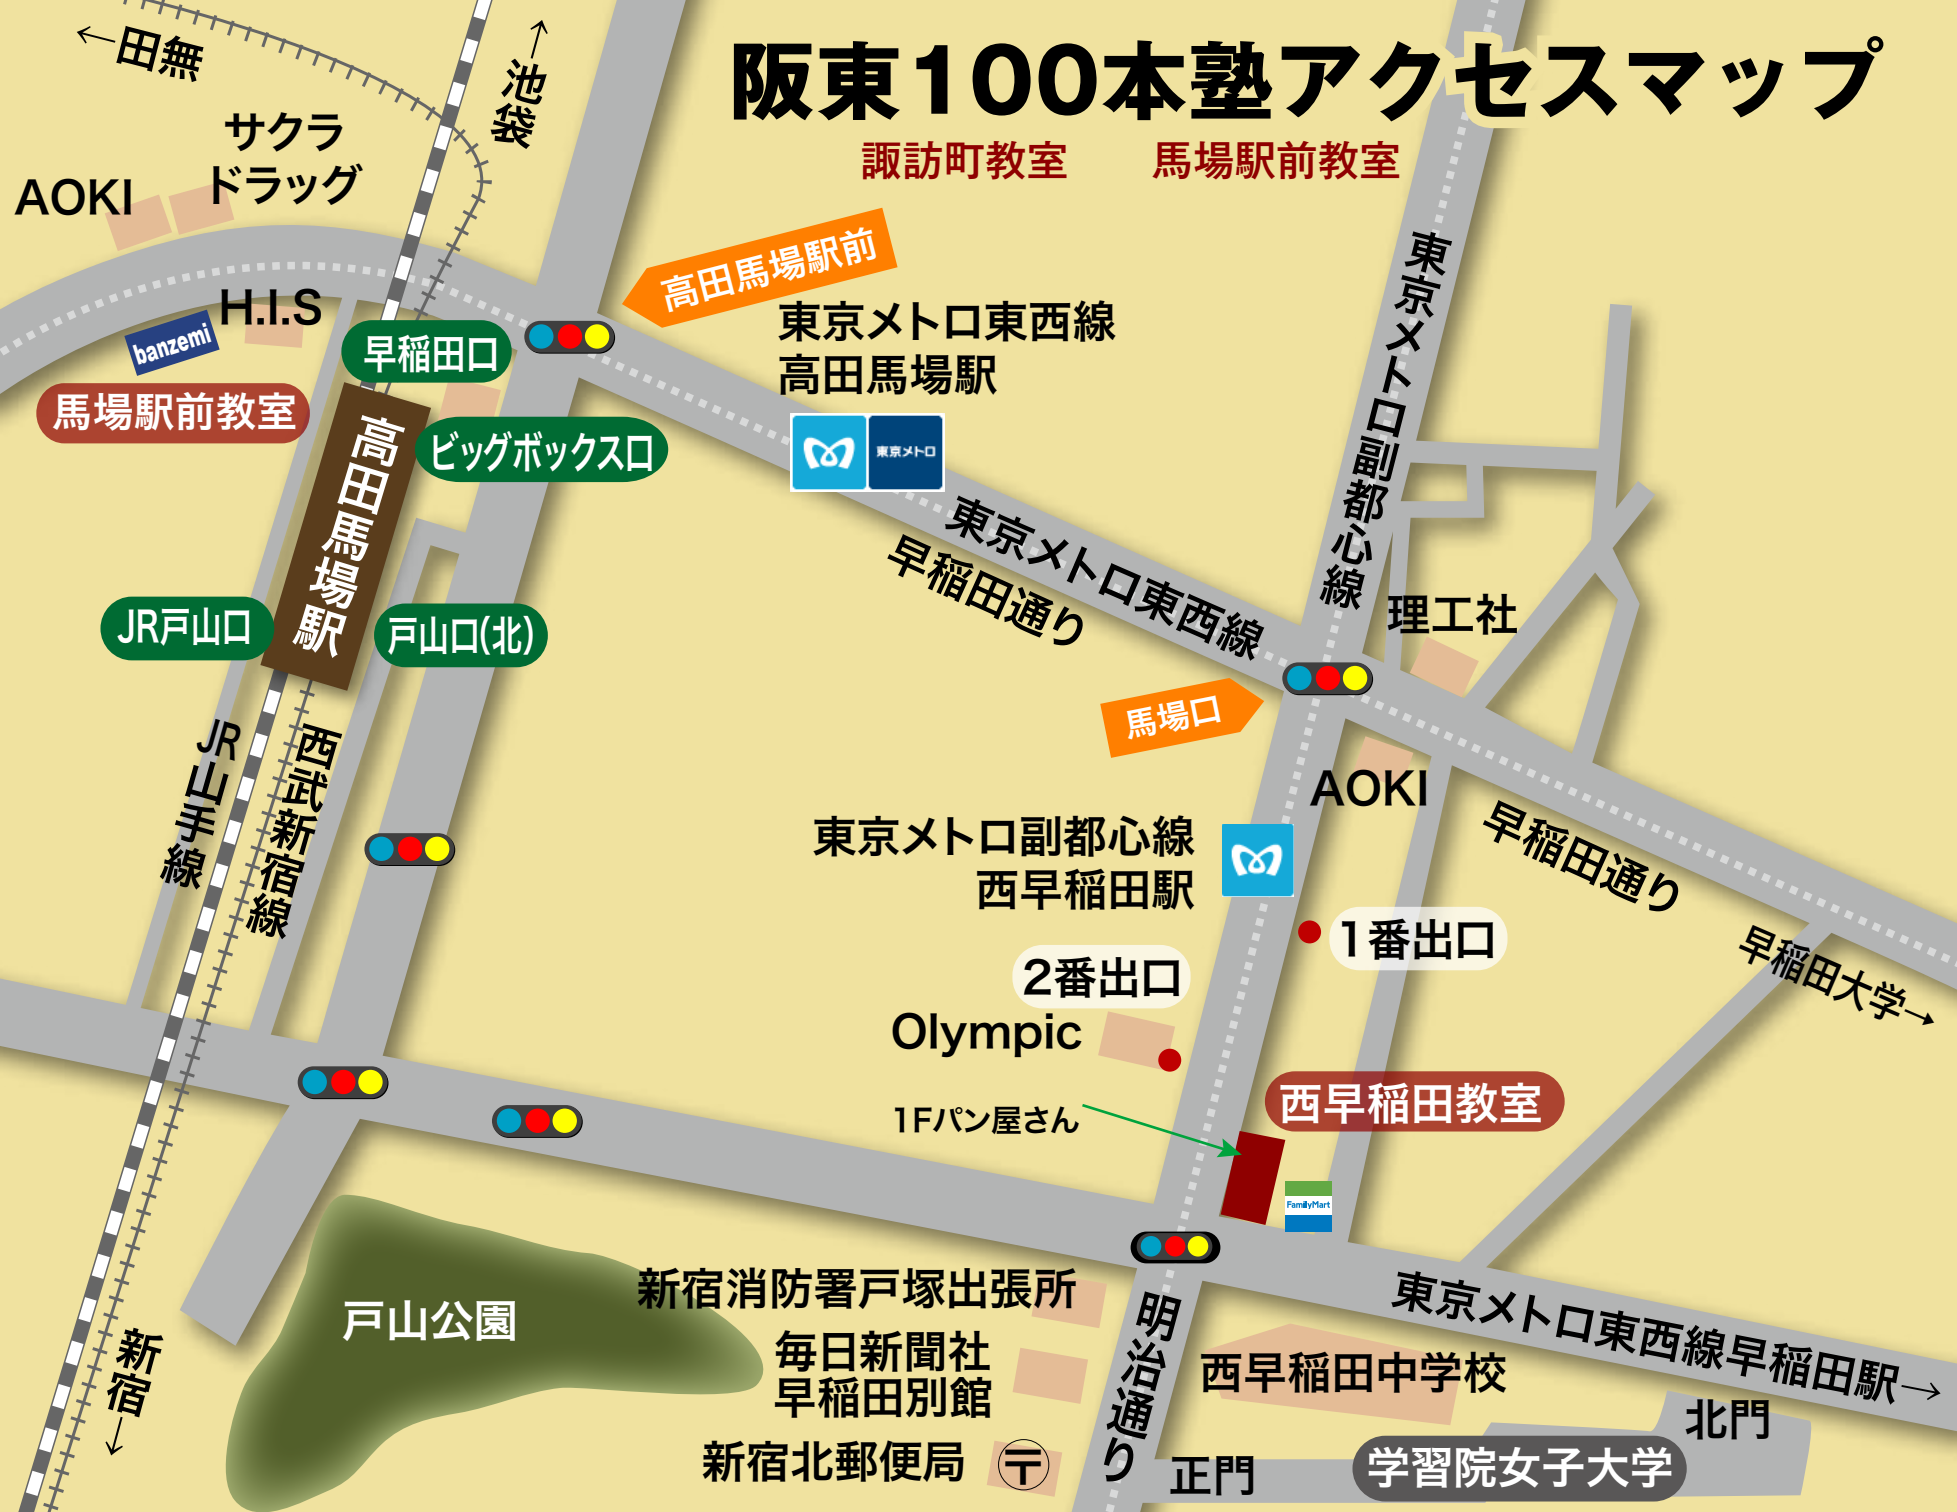 阪東100本塾アクセスマップ
諏訪町教室
馬場駅前教室
←田無
←池袋
サクラ
ドラッグ
AOKI
H.I.S
banzemi
馬場駅前教室
早稲田口
高田馬場駅
ビッグボックス口
JR戸山口
戸山口(北)
高田馬場駅前
東京メトロ東西線
高田馬場駅
東京メトロ
東京メトロ副都心線
東京メトロ東西線
早稲田通り
理工社
馬場口
AOKI
JR山手線
西武新宿線
東京メトロ副都心線
西早稲田駅
早稲田通り
早稲田大学→
1番出口
2番出口
Olympic
1Fパン屋さん
西早稲田教室
FamilyMart
戸山公園
新宿→
新宿消防署戸塚出張所
毎日新聞社
早稲田別館
新宿北郵便局 〒
明治通り
東京メトロ東西線早稲田駅→
西早稲田中学校
北門
正門
学習院女子大学